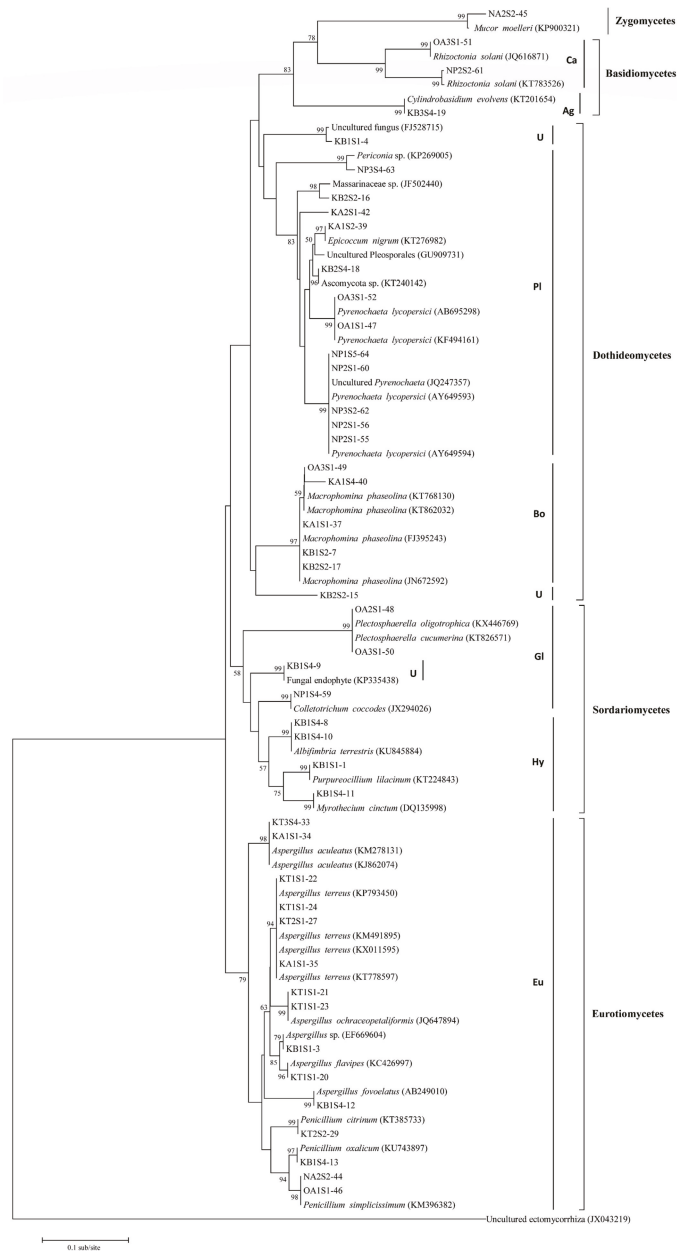 NA2S2-45
99
Mucor moelleri (KP900321)
Zygomycetes
78
OA3S1-51
99
Rhizoctonia solani (JQ616871)
Ca
NP2S2-61
99
99
Rhizoctonia solani (KT783526)
Basidiomycetes
83
Cylindrobasidium evolvens (KT201654)
Ag
99
KB3S4-19
Uncultured fungus (FJ528715)
99
U
KB1S1-4
Periconia sp. (KP269005)
99
NP3S4-63
Massarinaceae sp. (JF502440)
98
KB2S2-16
KA2S1-42
83
KA1S2-39
97
50
Epicoccum nigrum (KT276982)
Uncultured Pleosporales (GU909731)
KB2S4-18
96
Ascomycota sp. (KT240142)
Pl
OA3S1-52
Pyrenochaeta lycopersici (AB695298)
99
OA1S1-47
Pyrenochaeta lycopersici (KF494161)
Dothideomycetes
NP1S5-64
NP2S1-60
Uncultured Pyrenochaeta (JQ247357)
Pyrenochaeta lycopersici (AY649593)
99
NP3S2-62
NP2S1-56
NP2S1-55
Pyrenochaeta lycopersici (AY649594)
OA3S1-49
KA1S4-40
59
Macrophomina phaseolina (KT768130)
Macrophomina phaseolina (KT862032)
Bo
KA1S1-37
97
Macrophomina phaseolina (FJ395243)
KB1S2-7
KB2S2-17
Macrophomina phaseolina (JN672592)
KB2S2-15
U
OA2S1-48
Plectosphaerella oligotrophica (KX446769)
99
Plectosphaerella cucumerina (KT826571)
OA3S1-50
Gl
58
KB1S4-9
99
U
Fungal endophyte (KP335438)
NP1S4-59
99
Colletotrichum coccodes (JX294026)
Sordariomycetes
KB1S4-8
99
KB1S4-10
Albifimbria terrestris (KU845884)
Hy
57
KB1S1-1
99
Purpureocillium lilacinum (KT224843)
75
KB1S4-11
99
Myrothecium cinctum (DQ135998)
KT3S4-33
98
KA1S1-34
Aspergillus aculeatus (KM278131)
Aspergillus aculeatus (KJ862074)
KT1S1-22
Aspergillus terreus (KP793450)
KT1S1-24
94
KT2S1-27
Aspergillus terreus (KM491895)
Aspergillus terreus (KX011595)
KA1S1-35
Aspergillus terreus (KT778597)
79
Eu
KT1S1-21
63
KT1S1-23
99
Aspergillus ochraceopetaliformis (JQ647894)
Eurotiomycetes
79
Aspergillus sp. (EF669604)
KB1S1-3
85
Aspergillus flavipes (KC426997)
96
KT1S1-20
Aspergillus fovoelatus (AB249010)
99
KB1S4-12
99
Penicillium citrinum (KT385733)
KT2S2-29
97
Penicillium oxalicum (KU743897)
KB1S4-13
94
NA2S2-44
98
OA1S1-46
Penicillium simplicissimum (KM396382)
Uncultured ectomycorrhiza (JX043219)
0.1 sub/site